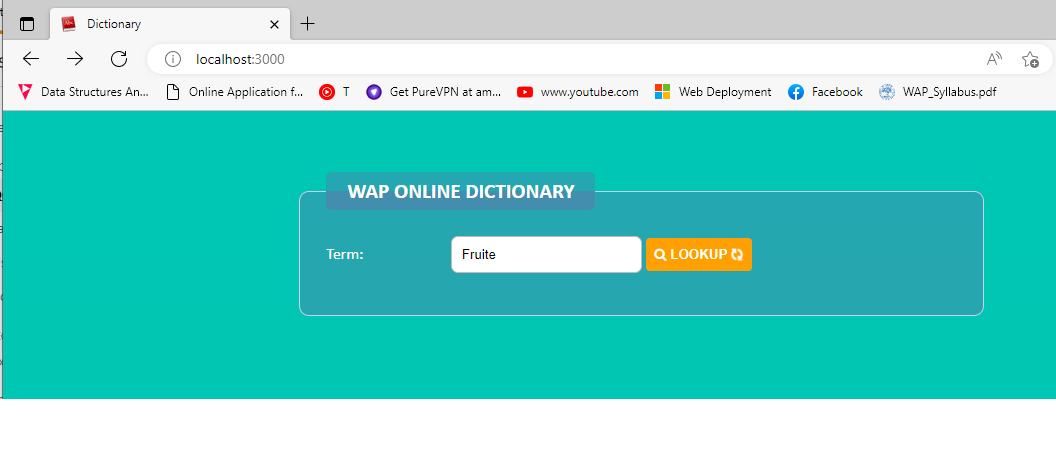 Dictionary
localhost:3000
Data Structures An... Online Application f... T Get PureVPN at am... www.youtube.com Web Deployment Facebook WAP_Syllabus.pdf
WAP ONLINE DICTIONARY
Term: Fruite LOOKUP